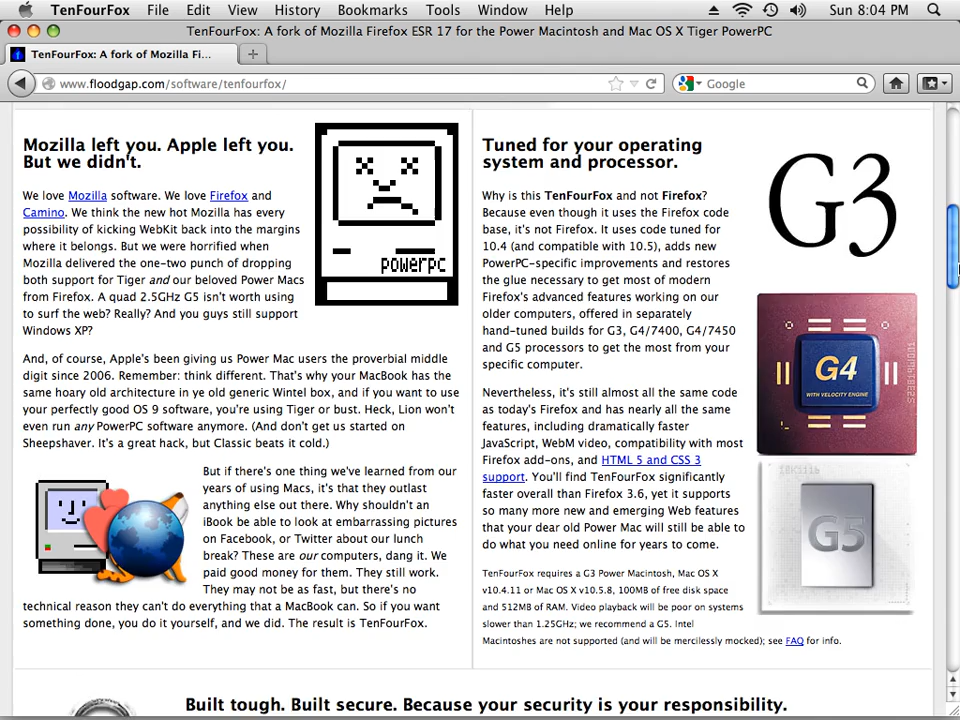 TenFourFox File Edit View History Bookmarks Tools Window Help Sun 8:04 PM
TenFourFox: A fork of Mozilla Firefox ESR 17 for the Power Macintosh and Mac OS X Tiger PowerPC
TenFourFox: A fork of Mozilla Fi...
www.floodgap.com/software/tenfourfox/
Google
Mozilla left you. Apple left you.
But we didn't.
We love Mozilla software. We love Firefox and
Camino. We think the new hot Mozilla has every
possibility of kicking WebKit back into the margins
where it belongs. But we were horrified when
Mozilla delivered the one-two punch of dropping
both support for Tiger and our beloved Power Macs
from Firefox. A quad 2.5GHz G5 isn't worth using
to surf the web? Really? And you guys still support
Windows XP?
powerpc
And, of course, Apple's been giving us Power Mac users the proverbial middle
digit since 2006. Remember: think different. That's why your MacBook has the
same hoary old architecture in ye old generic Wintel box, and if you want to use
your perfectly good OS 9 software, you're using Tiger or bust. Heck, Lion won't
even run any PowerPC software anymore. (And don't get us started on
Sheepshaver. It's a great hack, but Classic beats it cold.)
But if there's one thing we've learned from our
years of using Macs, it's that they outlast
anything else out there. Why shouldn't an
iBook be able to look at embarrassing pictures
on Facebook, or Twitter about our lunch
break? These are our computers, dang it. We
paid good money for them. They still work.
They may not be as fast, but there's no
technical reason they can't do everything that a MacBook can. So if you want
something done, you do it yourself, and we did. The result is TenFourFox.
Tuned for your operating
system and processor.
Why is this TenFourFox and not Firefox?
Because even though it uses the Firefox code
base, it's not Firefox. It uses code tuned for
10.4 (and compatible with 10.5), adds new
PowerPC-specific improvements and restores
the glue necessary to get most of modern
Firefox's advanced features working on our
older computers, offered in separately
hand-tuned builds for G3, G4/7400, G4/7450
and G5 processors to get the most from your
specific computer.
Nevertheless, it's still almost all the same code
as today's Firefox and has nearly all the same
features, including dramatically faster
JavaScript, WebM video, compatibility with most
Firefox add-ons, and HTML 5 and CSS 3
support. You'll find TenFourFox significantly
faster overall than Firefox 3.6, yet it supports
so many more new and emerging Web features
that your dear old Power Mac will still be able to
do what you need online for years to come.
TenFourFox requires a G3 Power Macintosh, Mac OS X
v10.4.11 or Mac OS X v10.5.8, 100MB of free disk space
and 512MB of RAM. Video playback will be poor on systems
slower than 1.25GHz; we recommend a G5. Intel
Macintoshes are not supported (and will be mercilessly mocked); see FAQ for info.
G3
G4
WITH VELOCITY ENGINE
G5
Built tough. Built secure. Because your security is your responsibility.